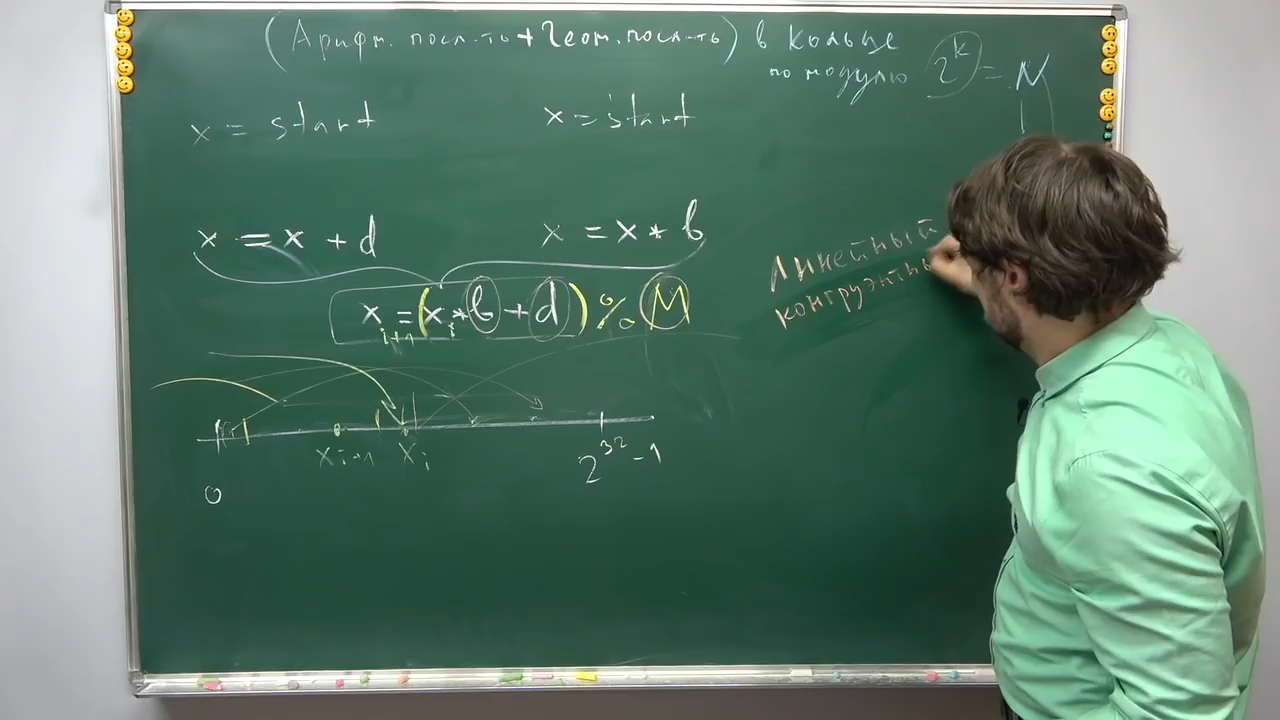 (Арифм. посл-ть + Геом. посл-ть) в кольце
по модулю 2^k = M
x = start x = start
x = x + d x = x * b
x_{i+1} = (x_i * b + d) % M
Линейный
конгруэнтны
x_{i+1} x_i 2^{32} - 1
0